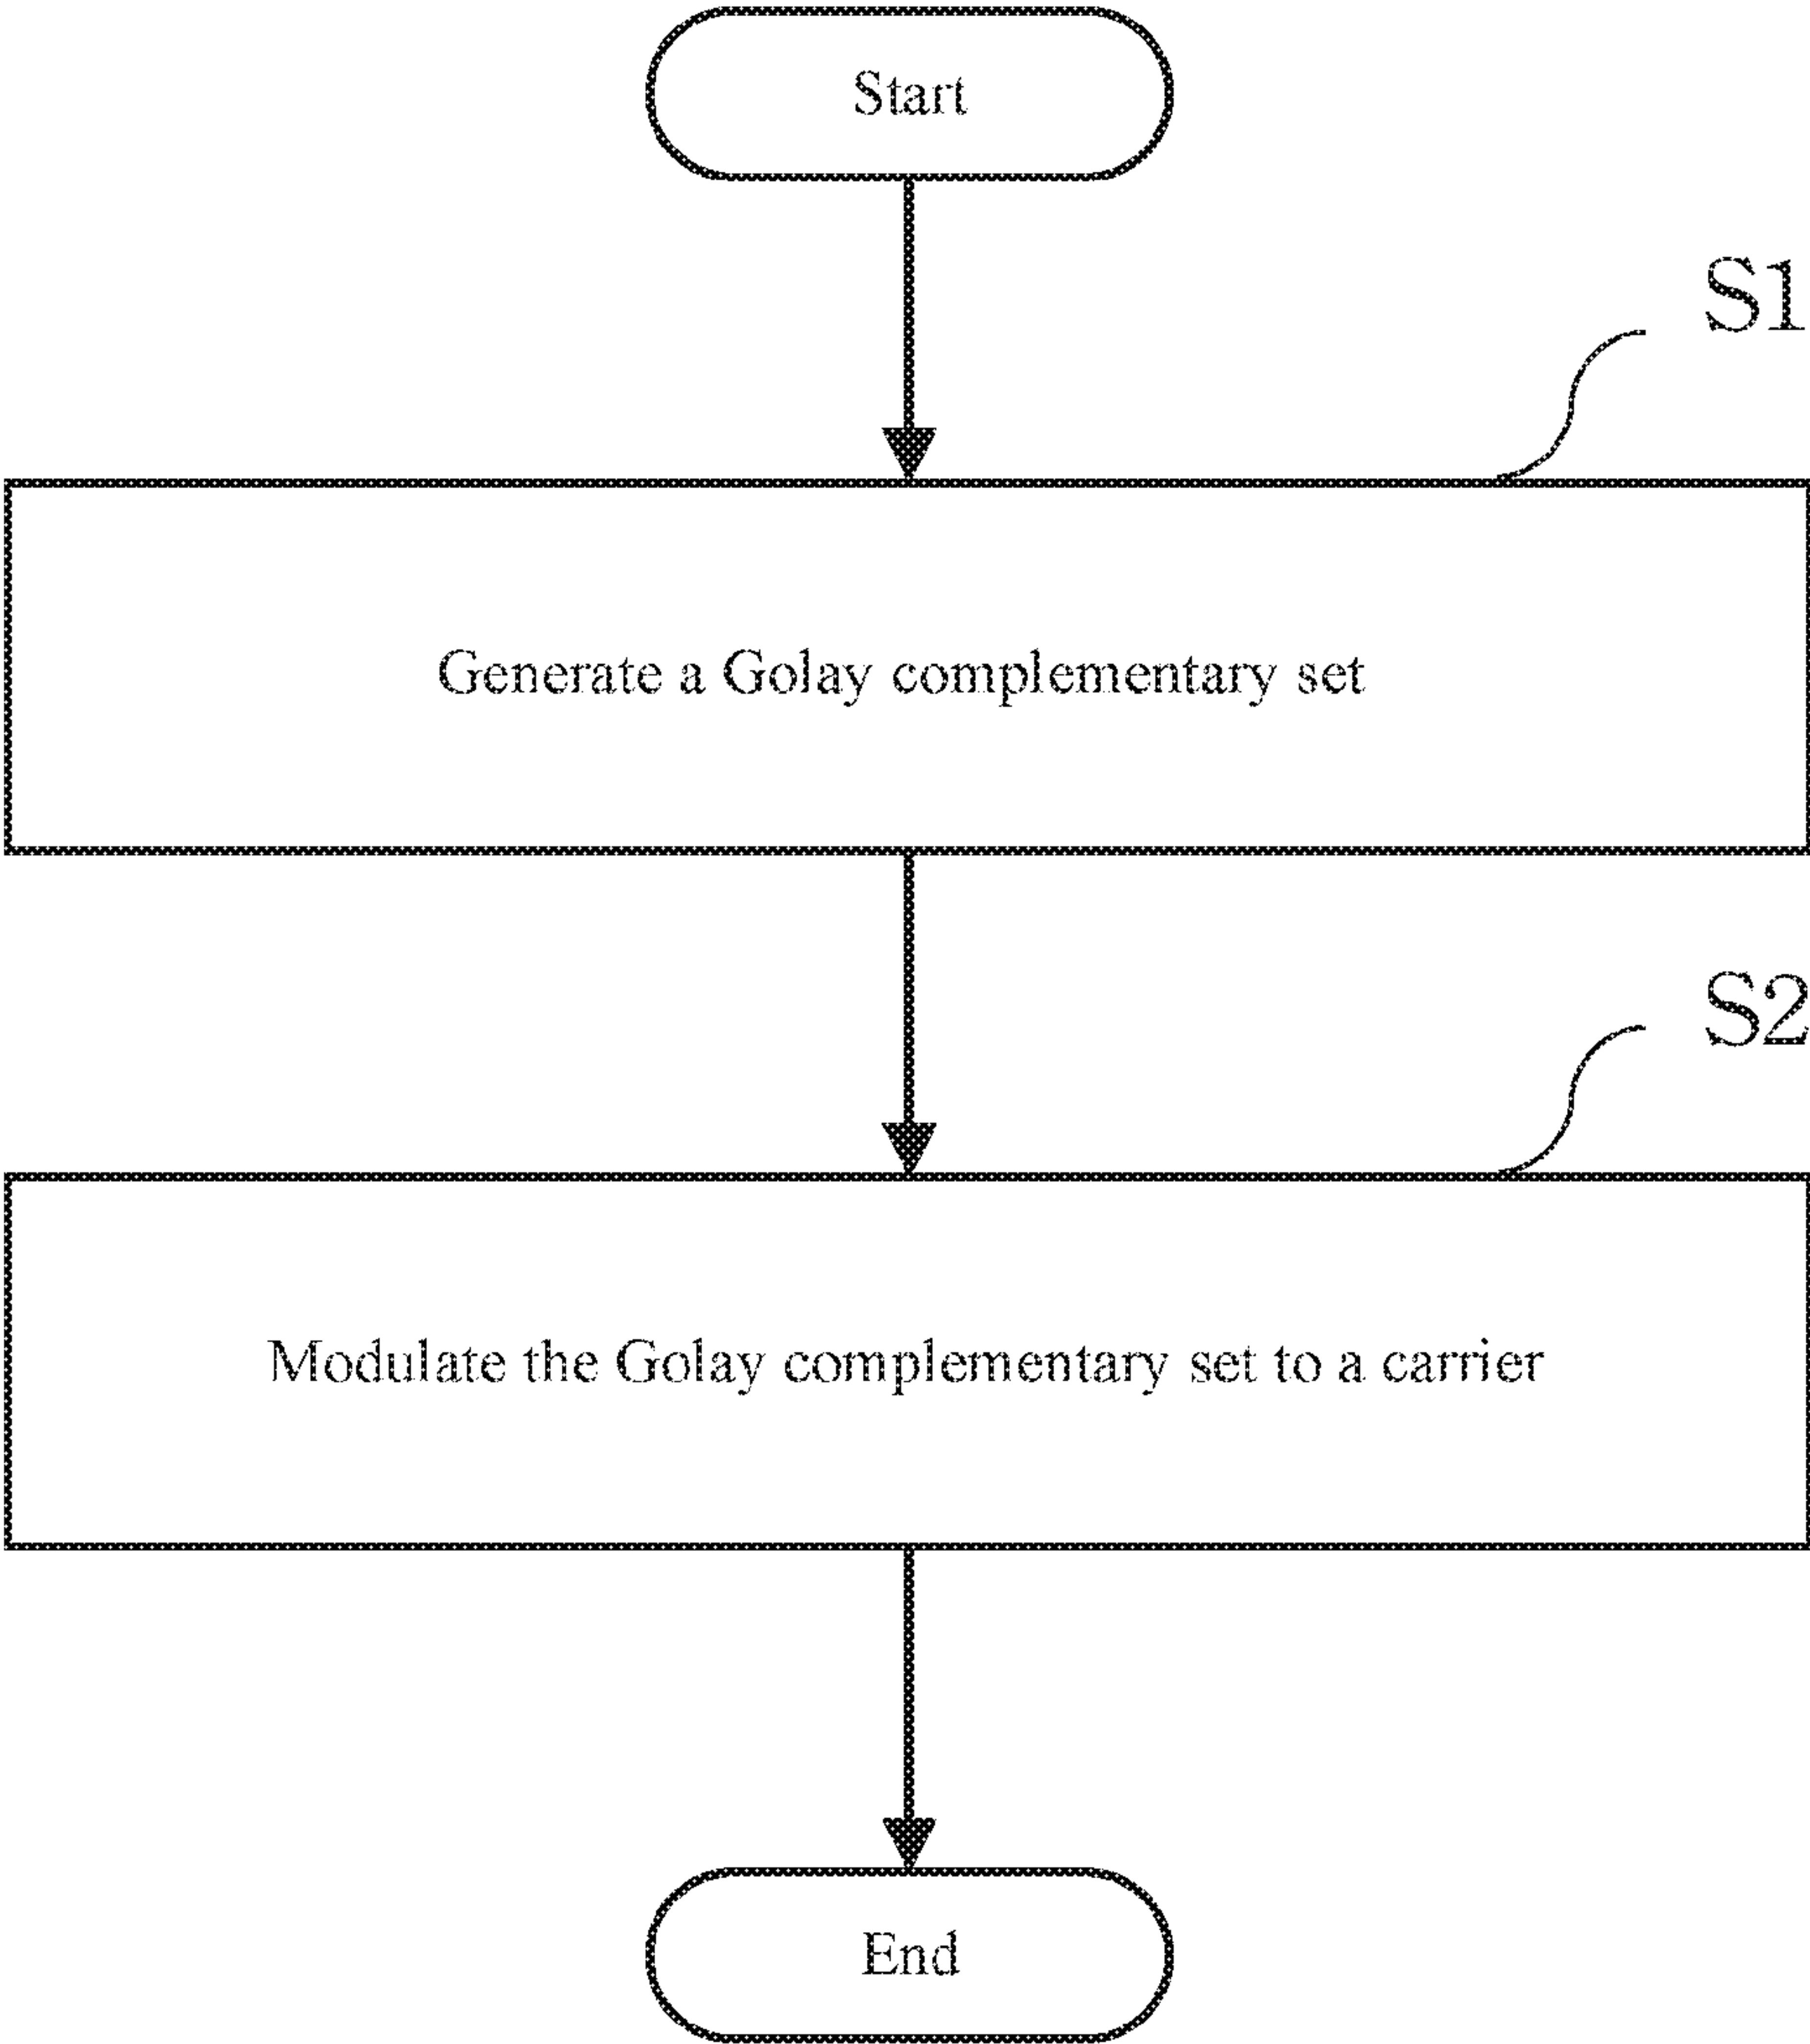 Start
S1
Generate a Golay complementary set
S2
Modulate the Golay complementary set to a carrier
End